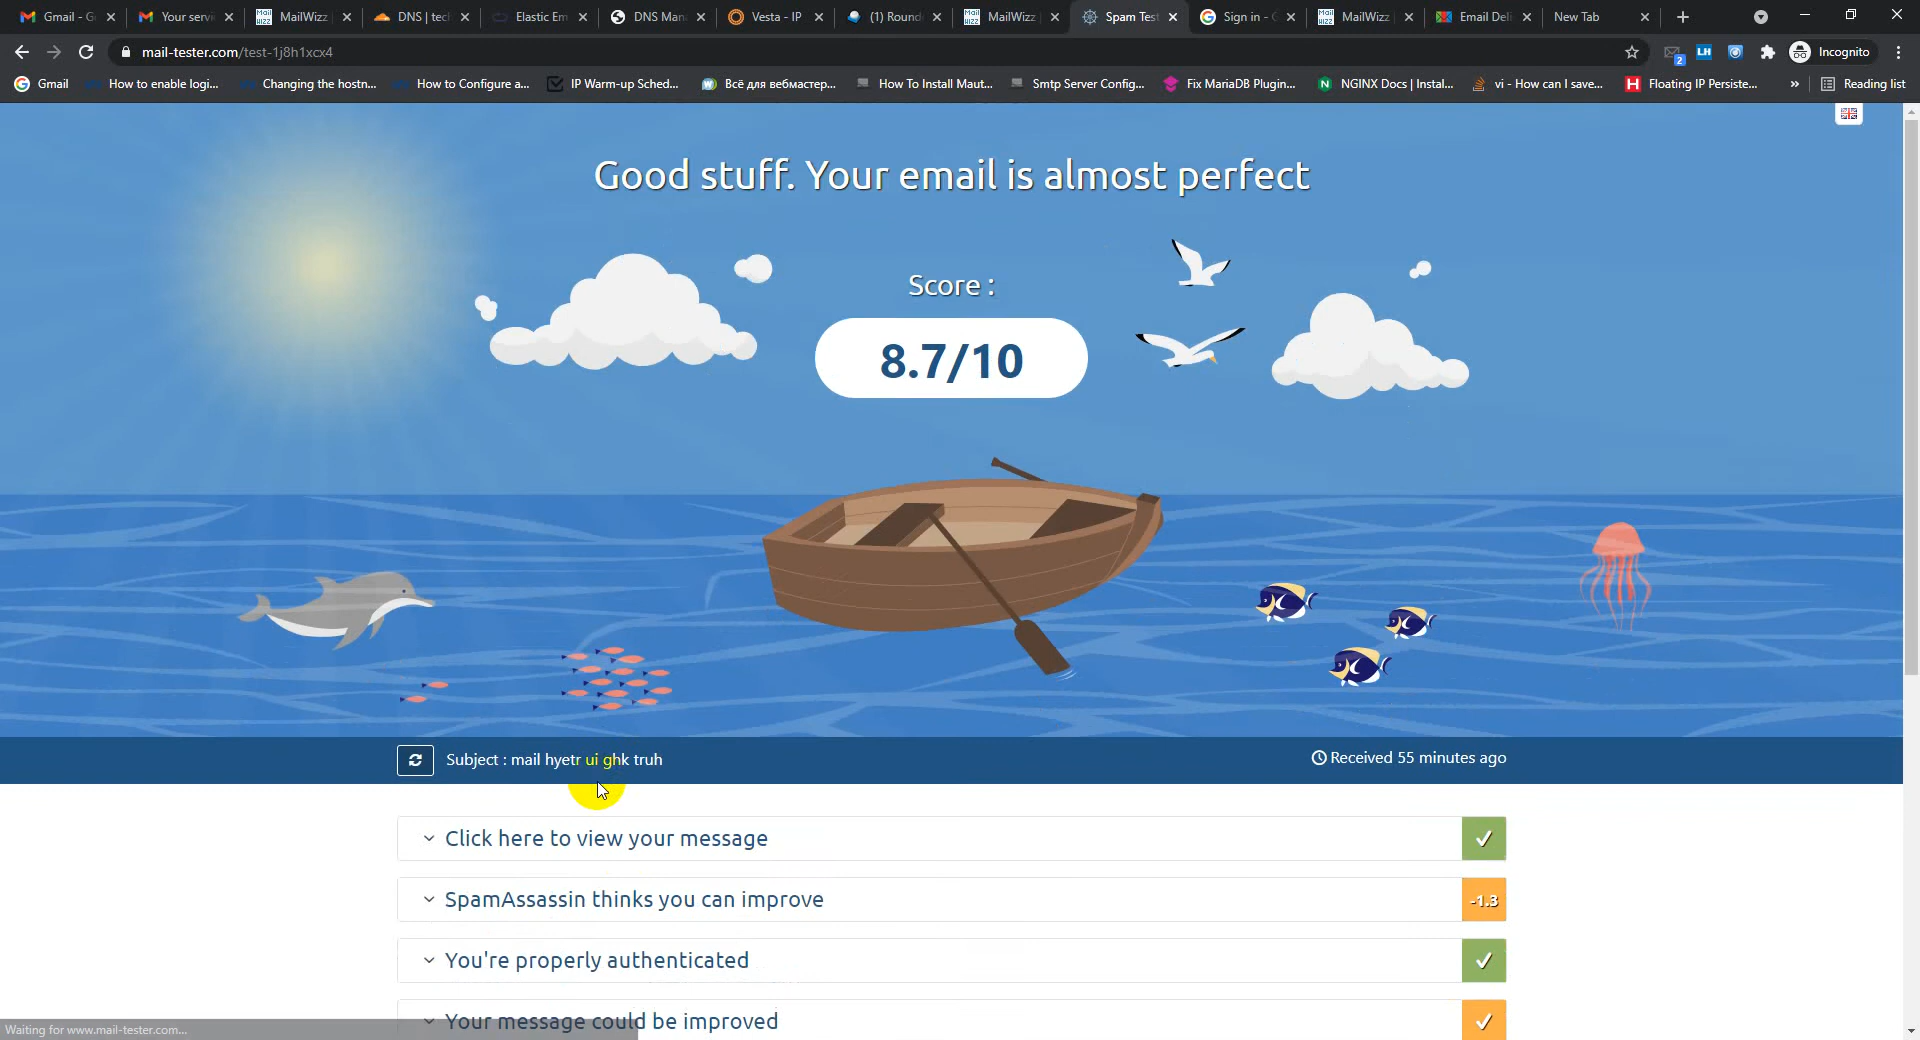 Gmail - G
Your servi
MailWizz
DNS | tec
Elastic Em
DNS Man
Vesta - IP
(1) Round
MailWizz
Spam Test
Sign in -
MailWizz
Email Deli
New Tab
mail-tester.com/test-1j8h1xcx4
2
LH
Incognito
Gmail
How to enable logi...
Changing the hostn...
How to Configure a...
IP Warm-up Sched...
Всё для вебмастер...
How To Install Maut...
Smtp Server Config...
Fix MariaDB Plugin...
NGINX Docs | Instal...
vi - How can I save...
Floating IP Persiste...
»
Reading list
Good stuff. Your email is almost perfect
Score :
8.7/10
Subject : mail hyetr ui ghk truh
Received 55 minutes ago
Click here to view your message
SpamAssassin thinks you can improve
-1.3
You're properly authenticated
Your message could be improved
Waiting for www.mail-tester.com...